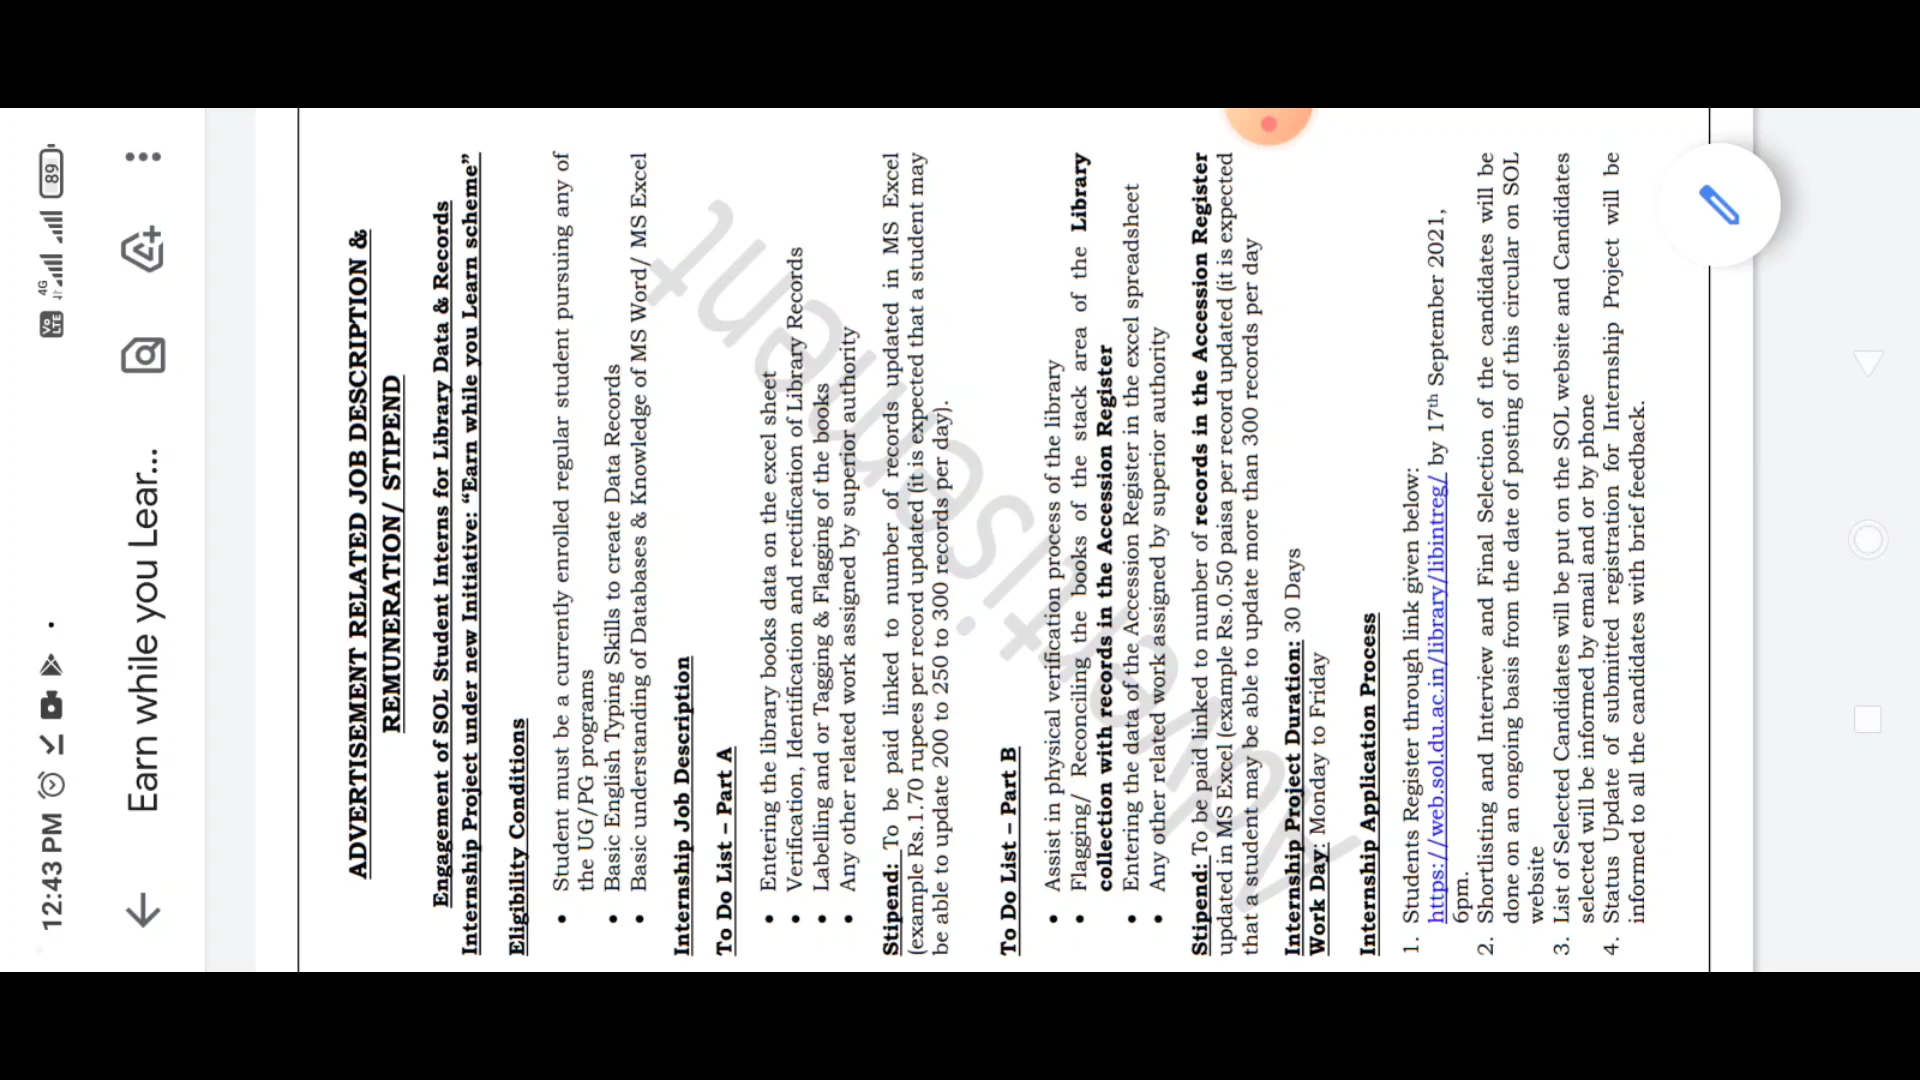 12:43 PM
4G
Vo
LTE
89
Earn while you Lear...
ADVERTISEMENT RELATED JOB DESCRIPTION &
REMUNERATION/ STIPEND
Engagement of SOL Student Interns for Library Data & Records
Internship Project under new Initiative: “Earn while you Learn scheme”
Eligibility Conditions
• Student must be a currently enrolled regular student pursuing any of
the UG/PG programs
• Basic English Typing Skills to create Data Records
• Basic understanding of Databases & Knowledge of MS Word/ MS Excel
Internship Job Description
To Do List – Part A
• Entering the library books data on the excel sheet
• Verification, Identification and rectification of Library Records
• Labelling and or Tagging & Flagging of the books
• Any other related work assigned by superior authority
Stipend: To be paid linked to number of records updated in MS Excel
(example Rs.1.70 rupees per record updated (it is expected that a student may
be able to update 200 to 250 to 300 records per day).
To Do List – Part B
• Assist in physical verification process of the library
• Flagging/ Reconciling the books of the stack area of the Library
collection with records in the Accession Register
• Entering the data of the Accession Register in the excel spreadsheet
• Any other related work assigned by superior authority
Stipend: To be paid linked to number of records in the Accession Register
updated in MS Excel (example Rs.0.50 paisa per record updated (it is expected
that a student may be able to update more than 300 records per day
Internship Project Duration: 30 Days
Work Day: Monday to Friday
Internship Application Process
1. Students Register through link given below:
https://web.sol.du.ac.in/library/libintreg/ by 17th September 2021,
6pm.
2. Shortlisting and Interview and Final Selection of the candidates will be
done on an ongoing basis from the date of posting of this circular on SOL
website
3. List of Selected Candidates will be put on the SOL website and Candidates
selected will be informed by email and or by phone
4. Status Update of submitted registration for Internship Project will be
informed to all the candidates with brief feedback.
Advertisement